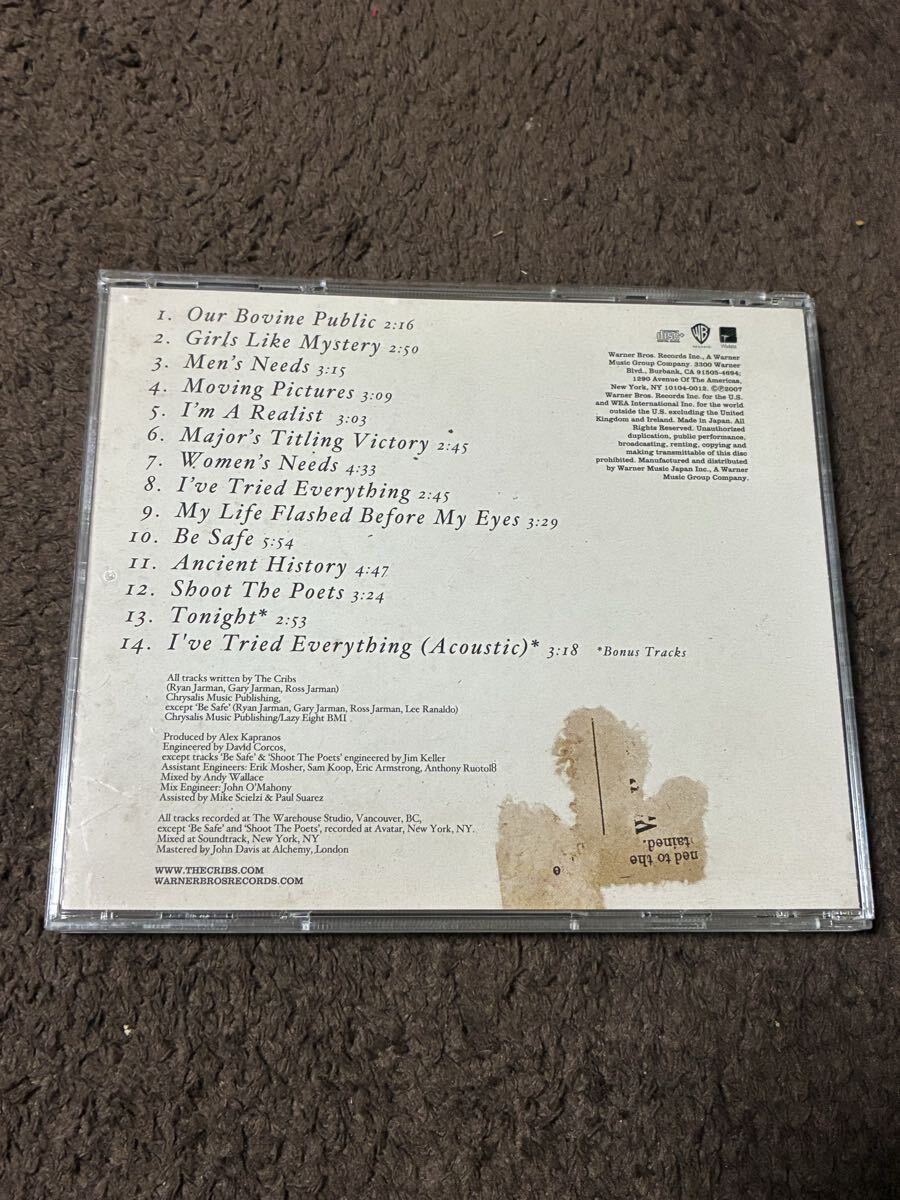 1. Our Bovine Public 2:16
2. Girls Like Mystery 2:50
3. Men's Needs 3:15
4. Moving Pictures 3:09
5. I'm A Realist 3:03
6. Major's Titling Victory 2:45
7. Women's Needs 4:33
8. I've Tried Everything 2:45
9. My Life Flashed Before My Eyes 3:29
10. Be Safe 5:54
11. Ancient History 4:47
12. Shoot The Poets 3:24
13. Tonight* 2:53
14. I've Tried Everything (Acoustic)* 3:18 *Bonus Tracks
Warner Bros. Records Inc., A Warner
Music Group Company. 3300 Warner
Blvd., Burbank, CA 91505-4694;
1290 Avenue Of The Americas,
New York, NY 10104-0012. ©℗2007
Warner Bros. Records Inc. for the U.S.
and WEA International Inc. for the world
outside the U.S. excluding the United
Kingdom and Ireland. Made in Japan. All
Rights Reserved. Unauthorized
duplication, public performance,
broadcasting, renting, copying and
making transmittable of this disc
prohibited. Manufactured and distributed
by Warner Music Japan Inc., A Warner
Music Group Company.
All tracks written by The Cribs
(Ryan Jarman, Gary Jarman, Ross Jarman)
Chrysalis Music Publishing,
except 'Be Safe' (Ryan Jarman, Gary Jarman, Ross Jarman, Lee Ranaldo)
Chrysalis Music Publishing/Lazy Eight BMI
Produced by Alex Kapranos
Engineered by David Corcos,
except tracks 'Be Safe' & 'Shoot The Poets' engineered by Jim Keller
Assistant Engineers: Erik Mosher, Sam Koop, Eric Armstrong, Anthony Ruotol8
Mixed by Andy Wallace
Mix Engineer: John O'Mahony
Assisted by Mike Scielzi & Paul Suarez
All tracks recorded at The Warehouse Studio, Vancouver, BC,
except 'Be Safe' and 'Shoot The Poets', recorded at Avatar, New York, NY.
Mixed at Soundtrack, New York, NY
Mastered by John Davis at Alchemy, London
WWW.THECRIBS.COM
WARNERBROSRECORDS.COM
ned to the
tained.
e